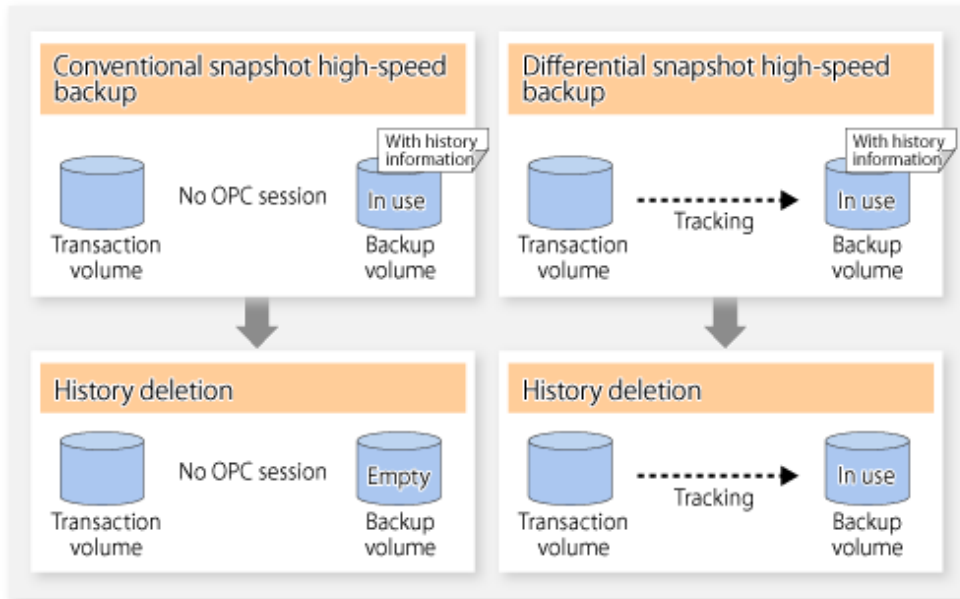 Conventional snapshot high-speed
backup
With history
information
No OPC session
In use
Transaction
volume
Backup
volume
Differential snapshot high-speed
backup
With history
information
Tracking
In use
Transaction
volume
Backup
volume
History deletion
No OPC session
Empty
Transaction
volume
Backup
volume
History deletion
Tracking
In use
Transaction
volume
Backup
volume